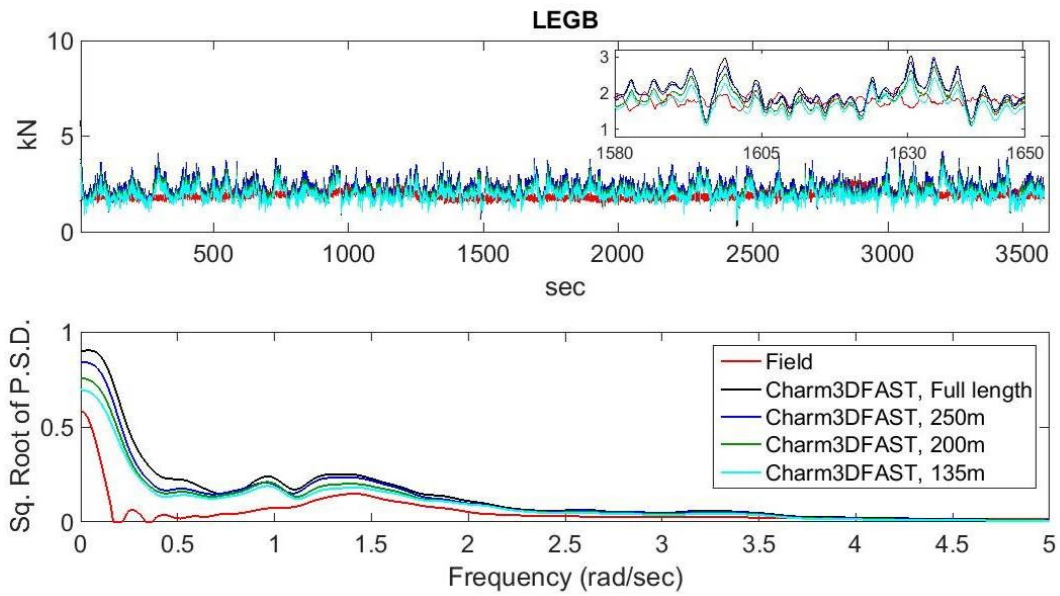 LEGB
10
5
0
kN
3
2
1
1580 1605 1630 1650
500 1000 1500 2000 2500 3000 3500
sec
1
0.5
0
Sq. Root of P.S.D.
Field
Charm3DFAST, Full length
Charm3DFAST, 250m
Charm3DFAST, 200m
Charm3DFAST, 135m
0 0.5 1 1.5 2 2.5 3 3.5 4 4.5 5
Frequency (rad/sec)